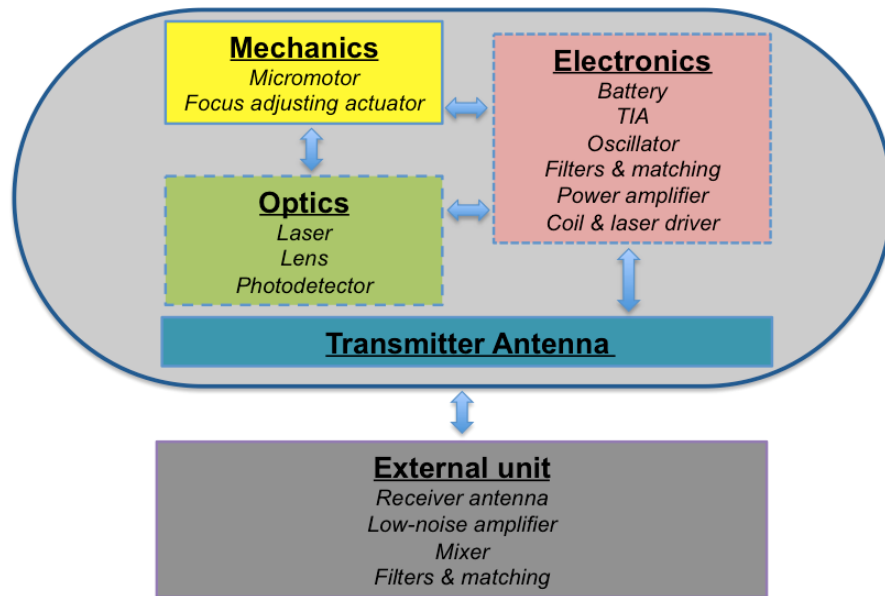 Mechanics
Micromotor
Focus adjusting actuator
Electronics
Battery
TIA
Oscillator
Filters & matching
Power amplifier
Coil & laser driver
Optics
Laser
Lens
Photodetector
Transmitter Antenna
External unit
Receiver antenna
Low-noise amplifier
Mixer
Filters & matching